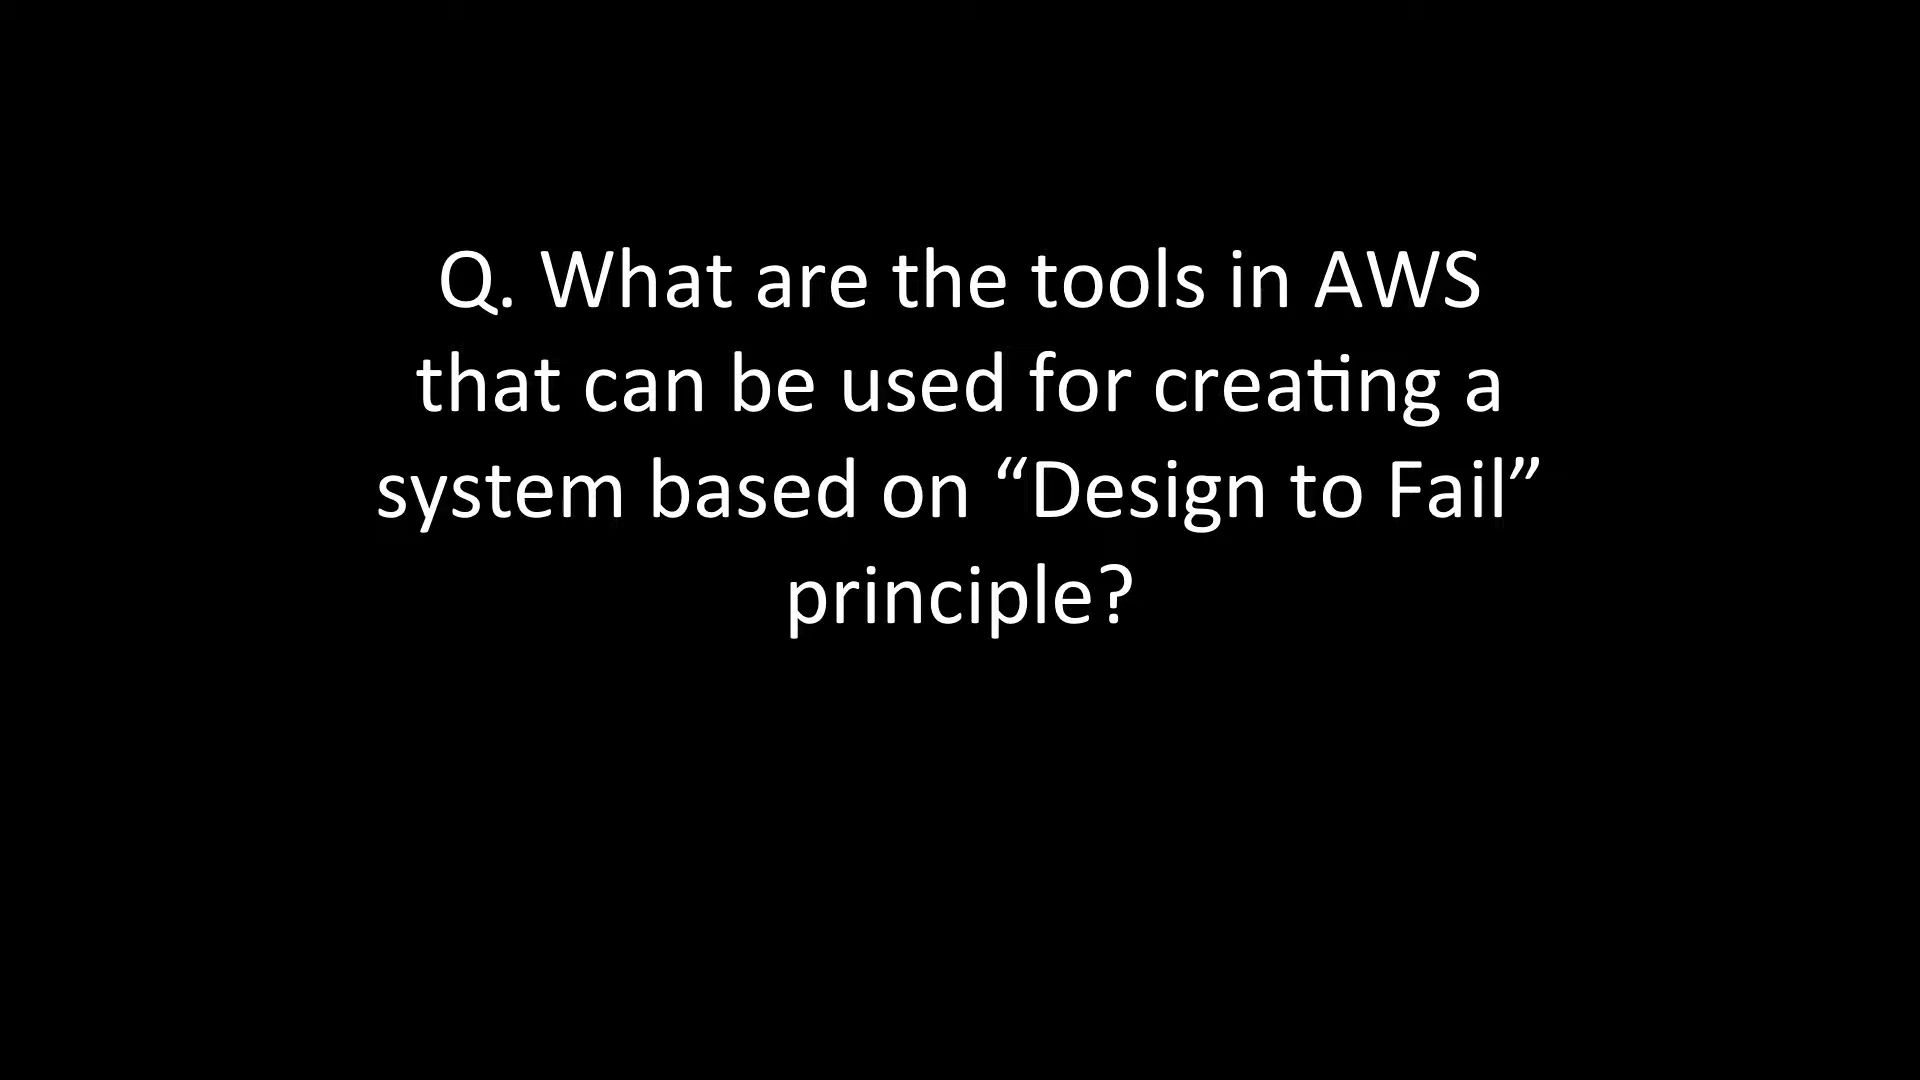 Q. What are the tools in AWS
that can be used for creating a
system based on “Design to Fail”
principle?